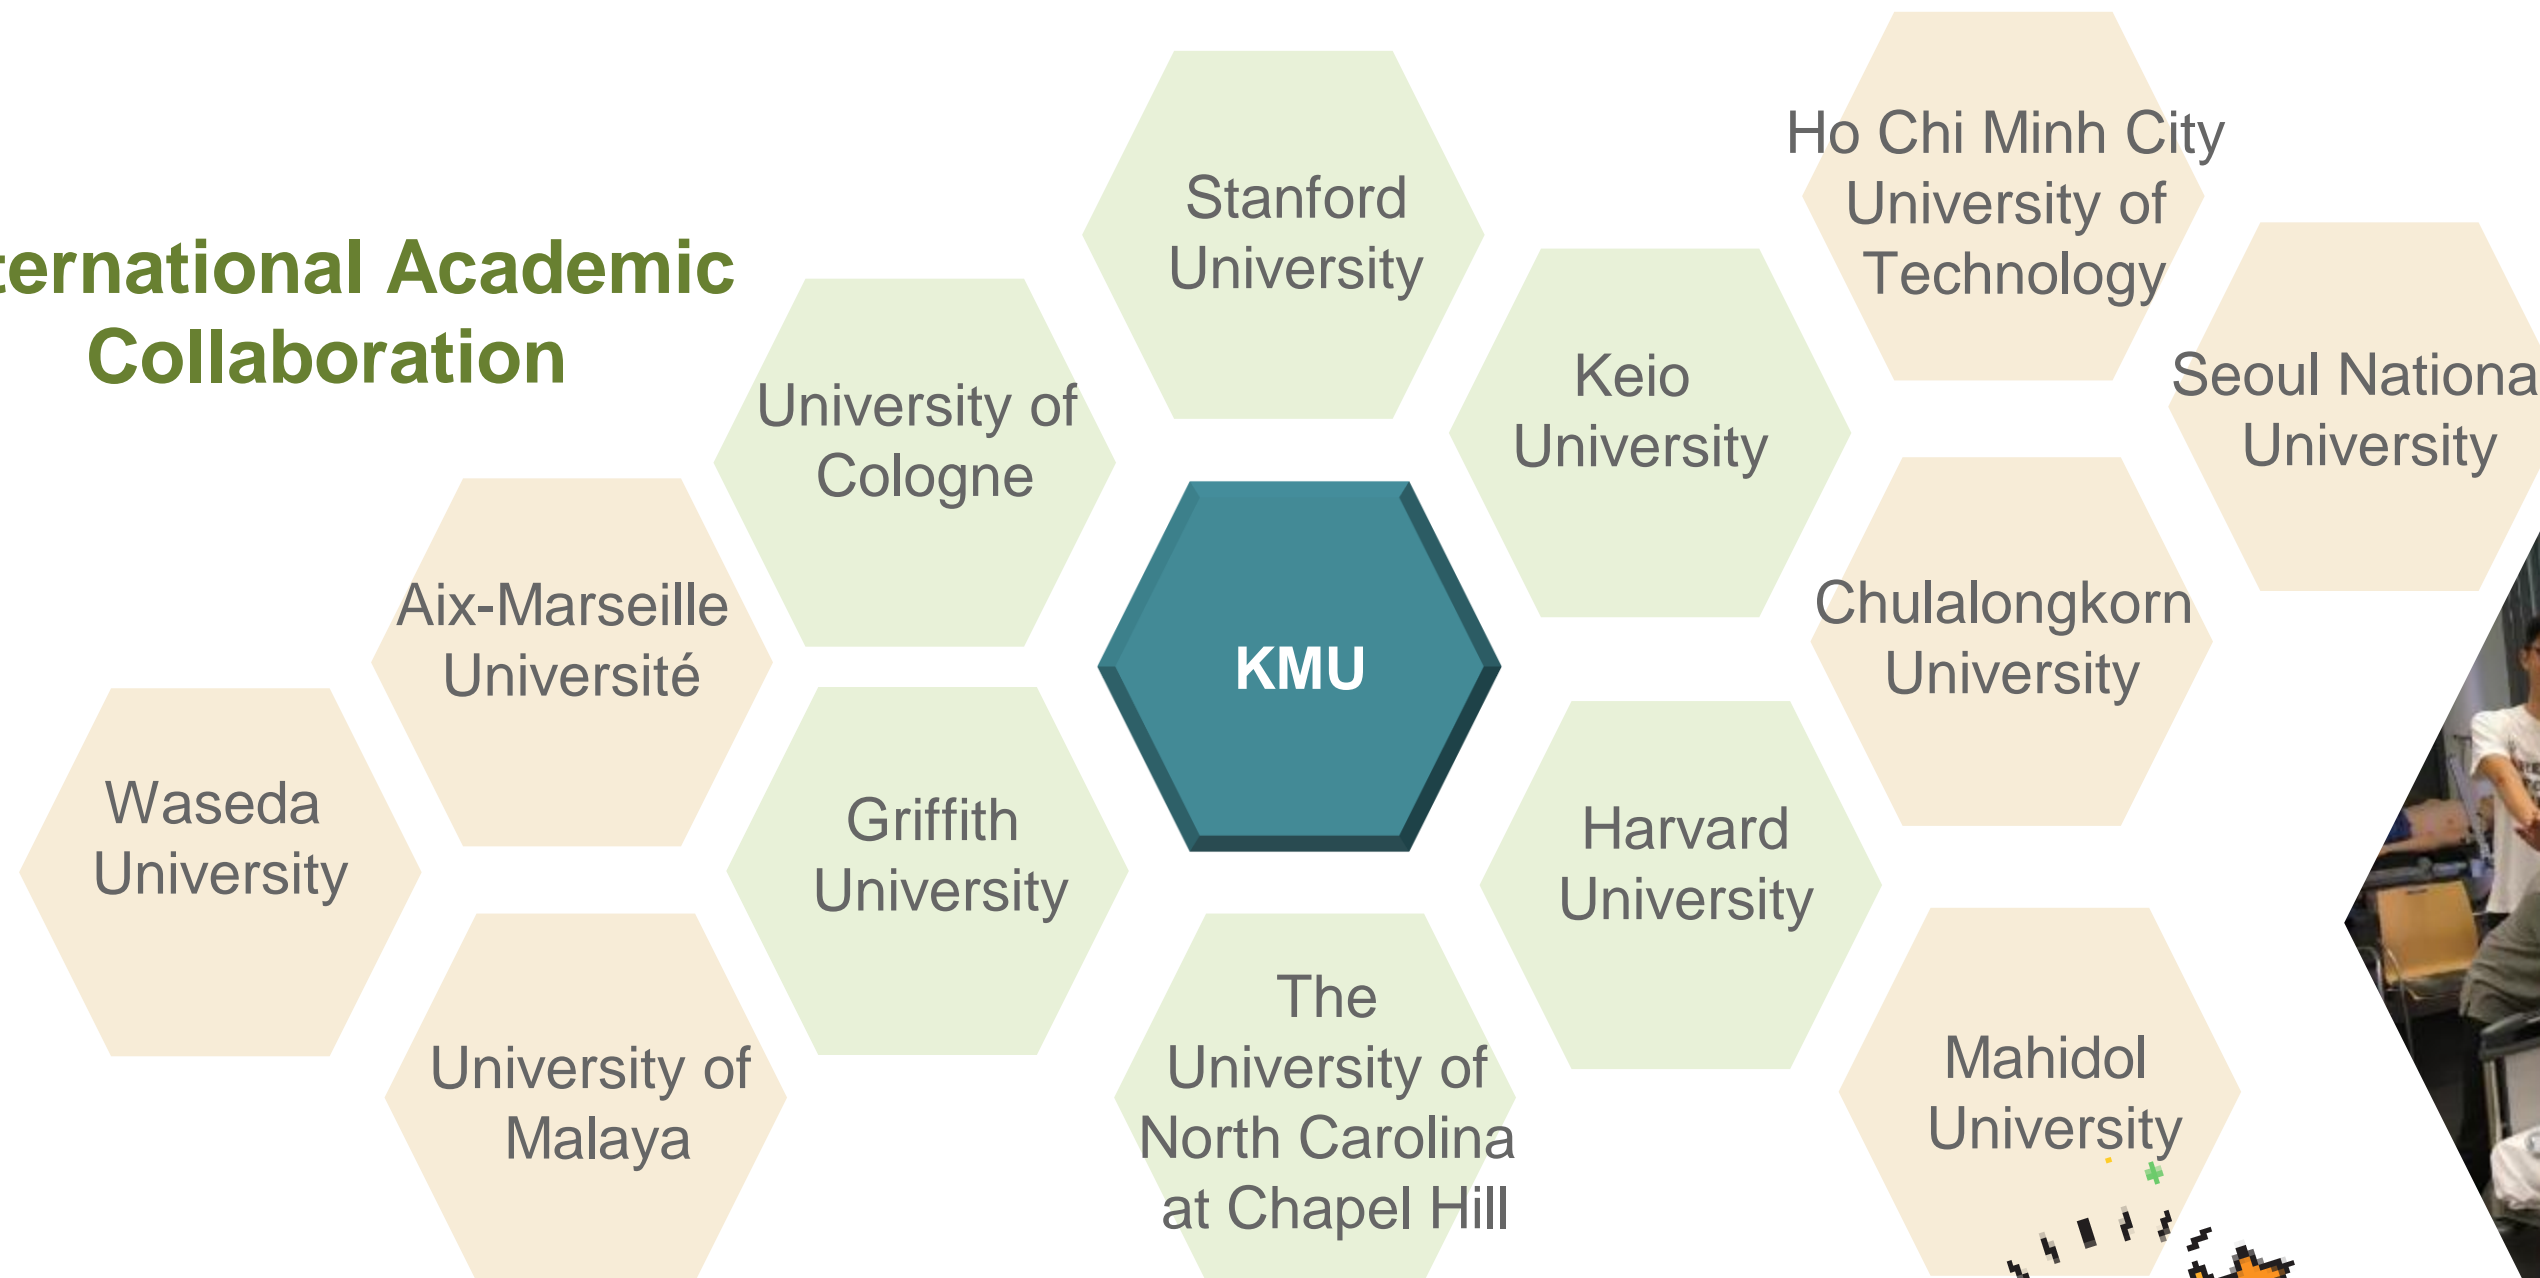 ternational Academic
Collaboration
Stanford
University
Ho Chi Minh City
University of
Technology
University of
Cologne
Keio
University
Seoul Nationa
University
Aix-Marseille
Université
KMU
Chulalongkorn
University
Waseda
University
Griffith
University
Harvard
University
University of
Malaya
The
University of
North Carolina
at Chapel Hill
Mahidol
University